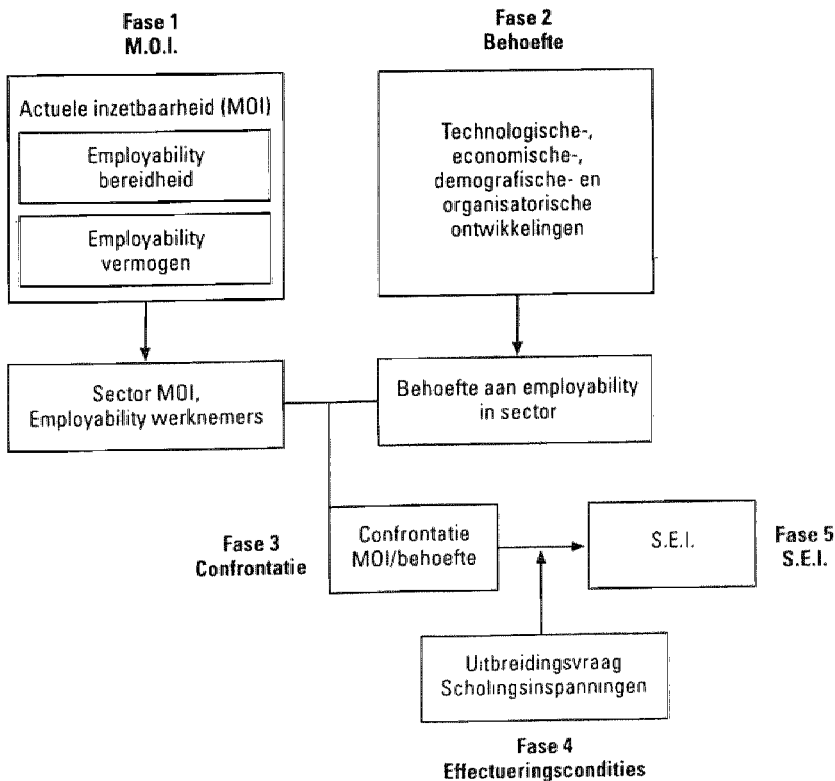 Fase 1
M.O.I.
Fase 2
Behoefte
Actuele inzetbaarheid (MOI)
Employability
bereidheid
Employability
vermogen
Technologische-,
economische-,
demografische- en
organisatorische
ontwikkelingen
Sector MOI,
Employability werknemers
Behoefte aan employability
in sector
Fase 3
Confrontatie
Confrontatie
MOI/behoefte
S.E.I.
Fase 5
S.E.I.
Uitbreidingsvraag
Scholingsinspanningen
Fase 4
Effectueringscondities